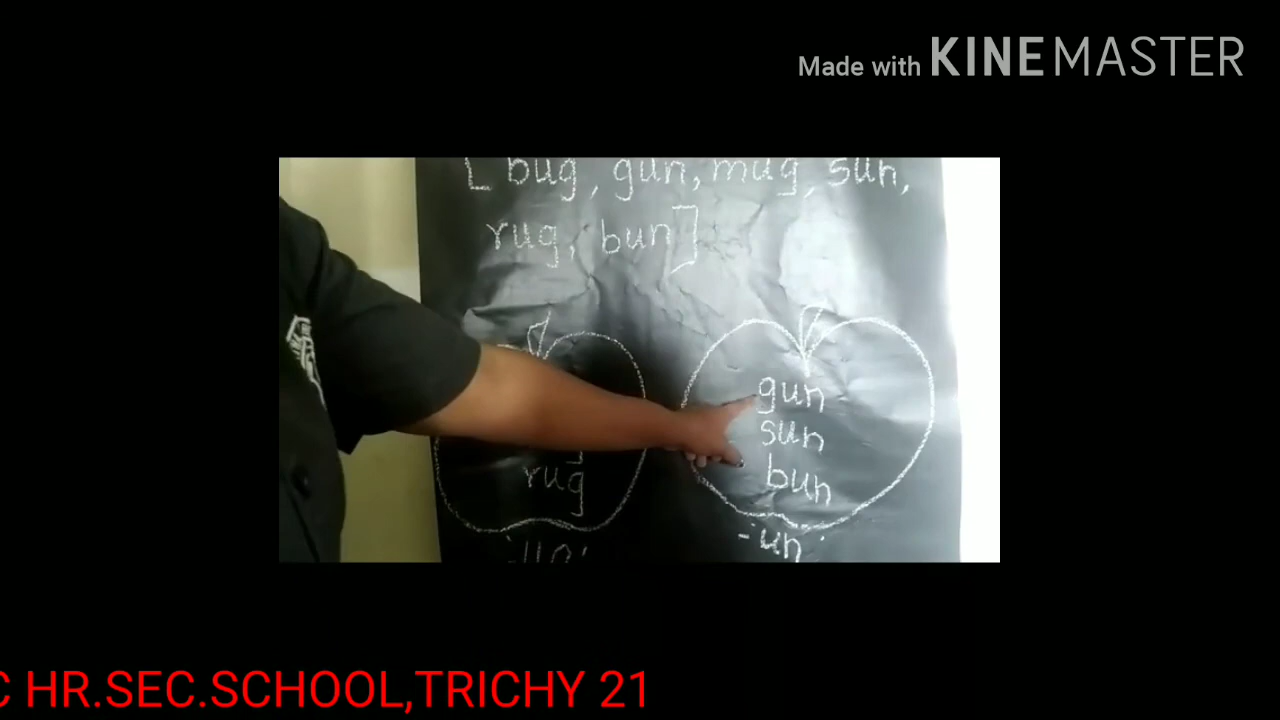 Made with KINEMASTER
[ bug, gun, mug, sun,
rug, bun]
rug
gun
sun
bun
'ug'
-'un'
C HR.SEC.SCHOOL,TRICHY 21